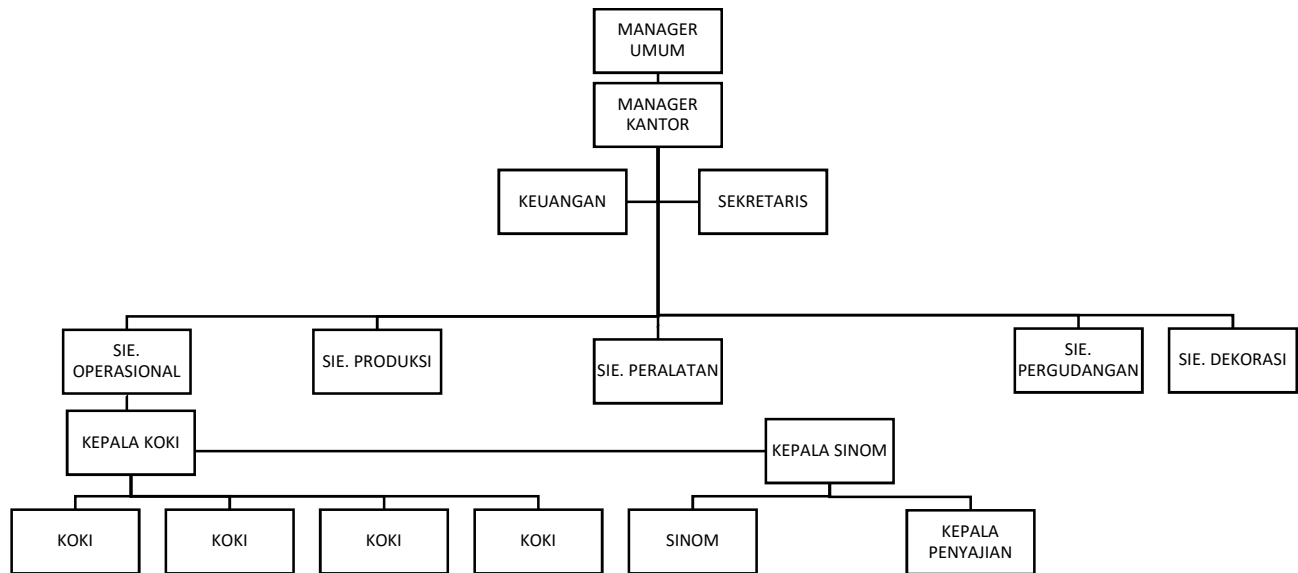 MANAGER
UMUM
MANAGER
KANTOR
KEUANGAN
SEKRETARIS
SIE.
OPERASIONAL
SIE. PRODUKSI
SIE. PERALATAN
SIE.
PERGUDANGAN
SIE. DEKORASI
KEPALA KOKI
KEPALA SINOM
KOKI
KOKI
KOKI
KOKI
SINOM
KEPALA
PENYAJIAN